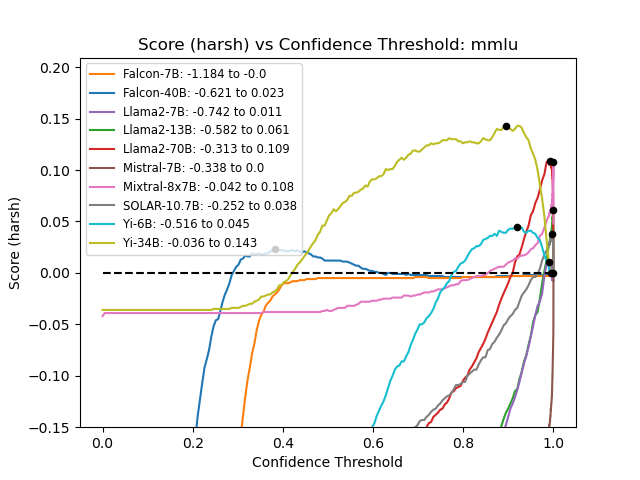 Score (harsh) vs Confidence Threshold: mmlu
Score (harsh)
0.20
0.15
0.10
0.05
0.00
−0.05
−0.10
−0.15
Falcon-7B: -1.184 to -0.0
Falcon-40B: -0.621 to 0.023
Llama2-7B: -0.742 to 0.011
Llama2-13B: -0.582 to 0.061
Llama2-70B: -0.313 to 0.109
Mistral-7B: -0.338 to 0.0
Mixtral-8x7B: -0.042 to 0.108
SOLAR-10.7B: -0.252 to 0.038
Yi-6B: -0.516 to 0.045
Yi-34B: -0.036 to 0.143
0.0 0.2 0.4 0.6 0.8 1.0
Confidence Threshold